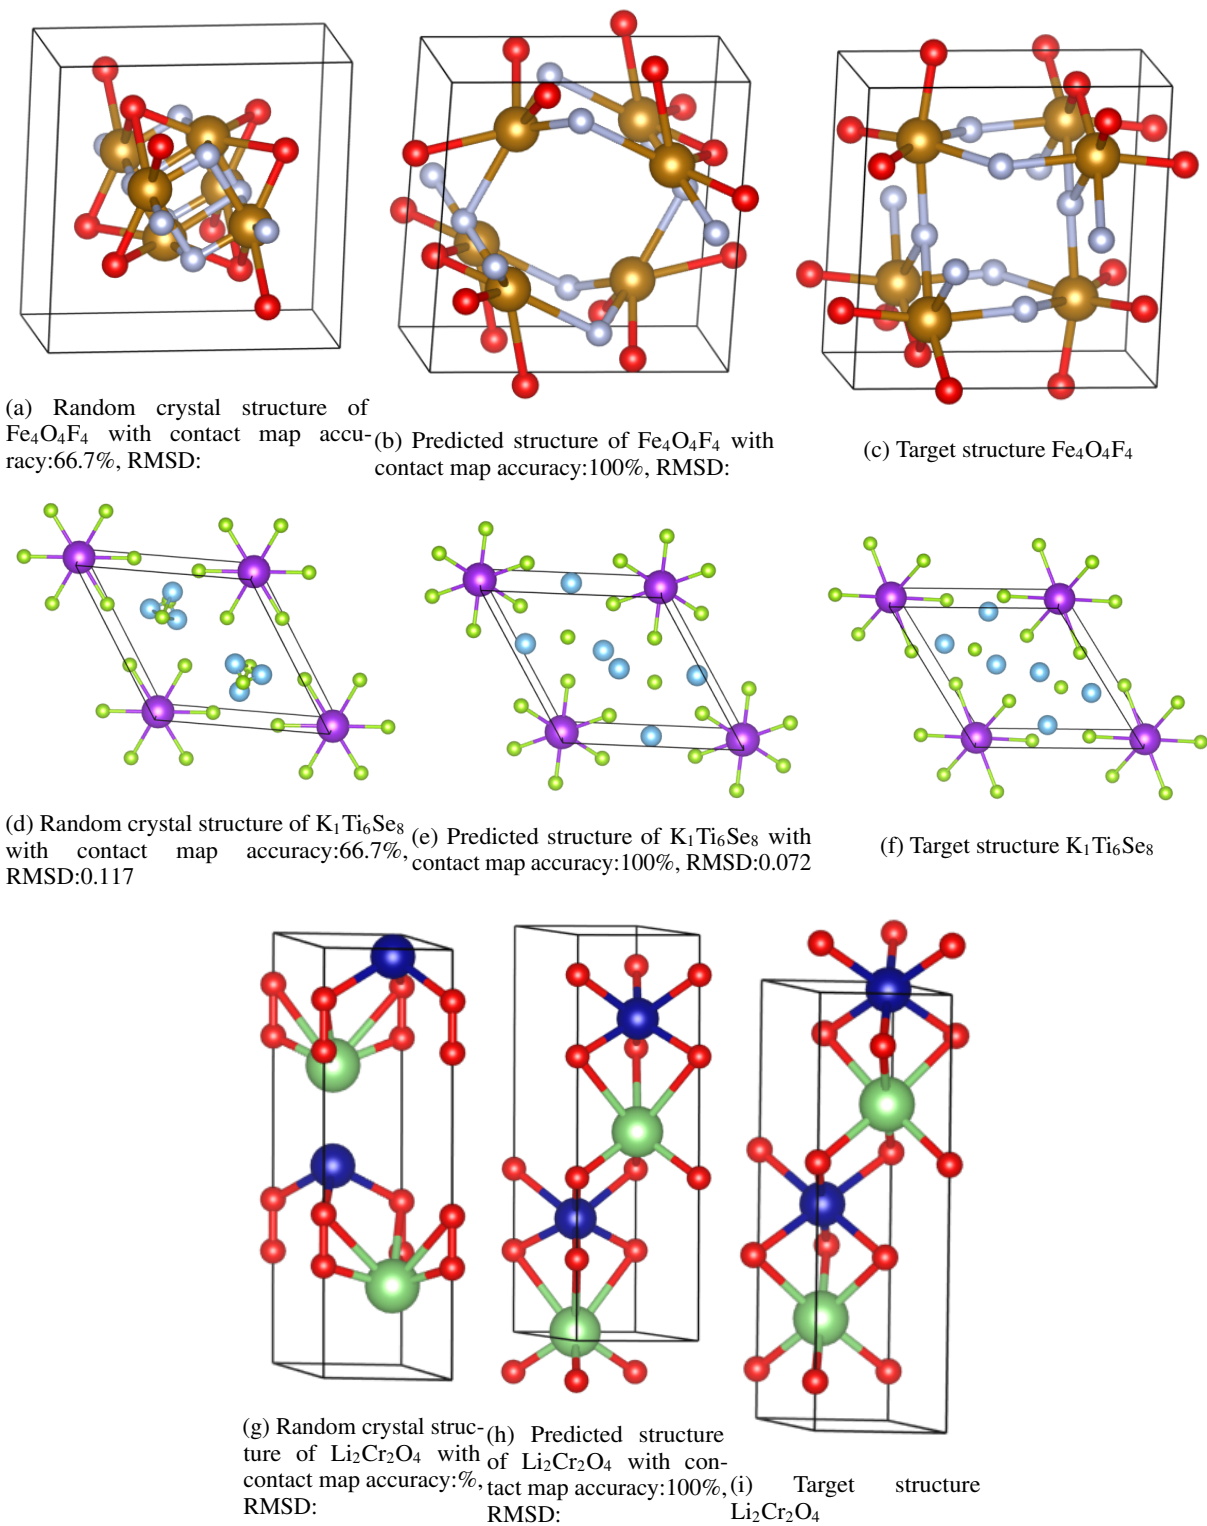 (a) Random crystal structure of
Fe₄O₄F₄ with contact map accu-
racy:66.7%, RMSD:
(b) Predicted structure of Fe₄O₄F₄ with
contact map accuracy:100%, RMSD:
(c) Target structure Fe₄O₄F₄
(d) Random crystal structure of K₁Ti₆Se₈
with contact map accuracy:66.7%,
RMSD:0.117
(e) Predicted structure of K₁Ti₆Se₈ with
contact map accuracy:100%, RMSD:0.072
(f) Target structure K₁Ti₆Se₈
(g) Random crystal struc-
ture of Li₂Cr₂O₄ with
contact map accuracy:%,
RMSD:
(h) Predicted structure
of Li₂Cr₂O₄ with con-
tact map accuracy:100%,
RMSD:
(i) Target structure
Li₂Cr₂O₄